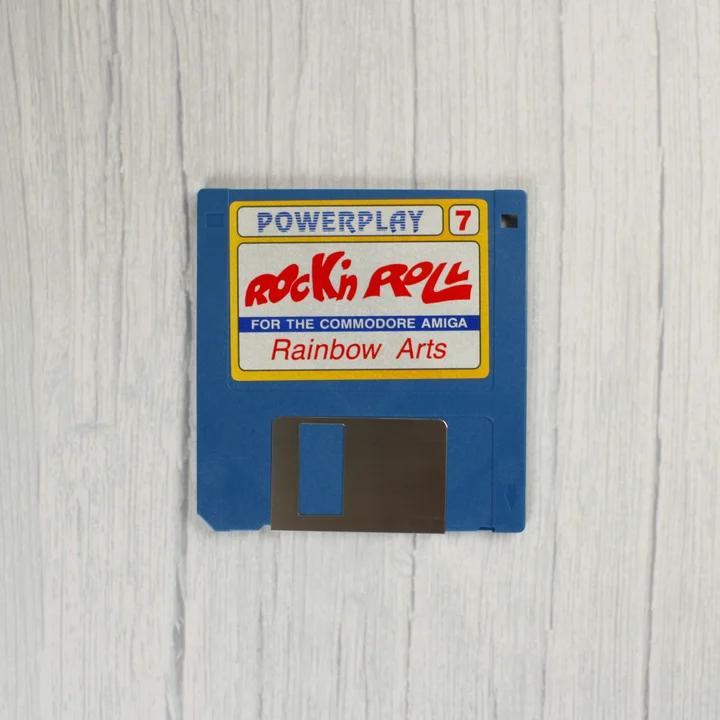 POWERPLAY 7
ROCK'n ROLL
FOR THE COMMODORE AMIGA
Rainbow Arts